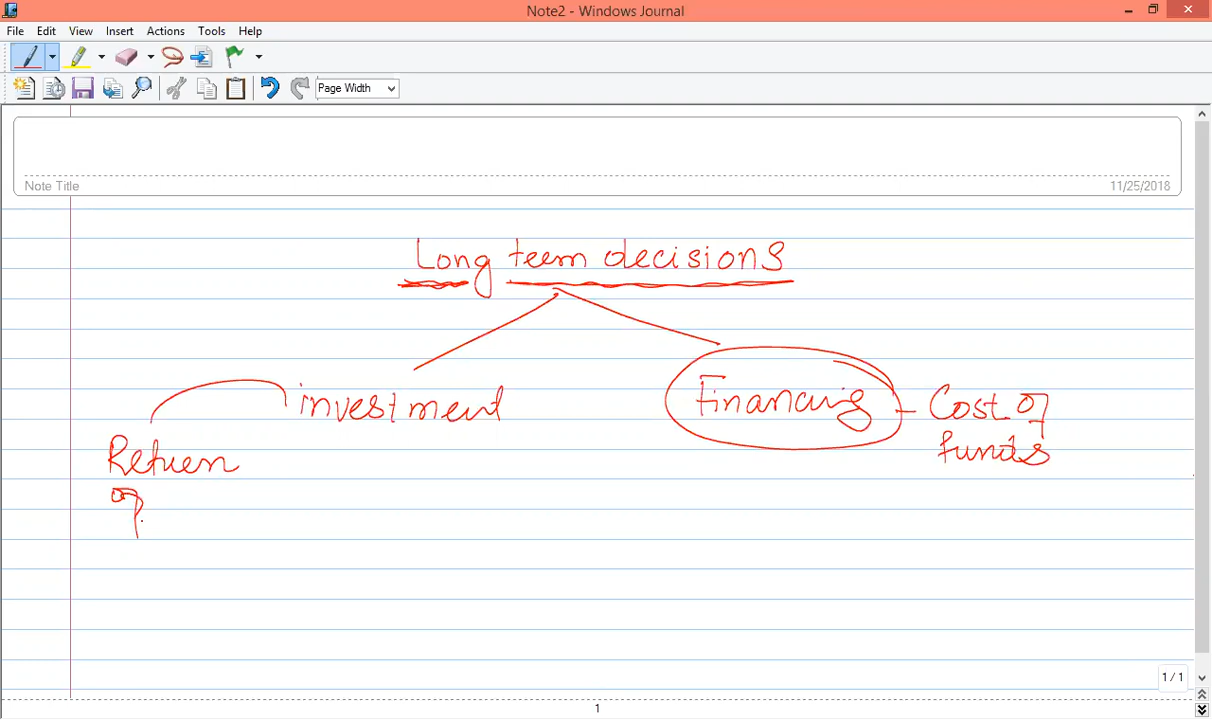 Note2 - Windows Journal
File Edit View Insert Actions Tools Help
Page Width
Note Title
11/25/2018
Long term decisions
investment
Financing - Cost of
funds
Return
of
1 / 1
1